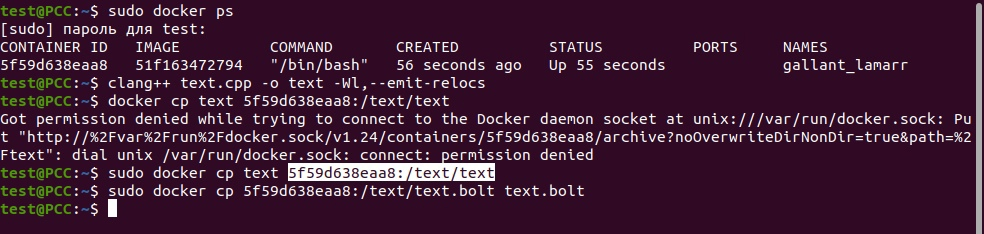 test@PCC:~$ sudo docker ps
[sudo] пароль для test:
CONTAINER ID   IMAGE          COMMAND       CREATED          STATUS          PORTS     NAMES
5f59d638eaa8   51f163472794   "/bin/bash"   56 seconds ago   Up 55 seconds             gallant_lamarr
test@PCC:~$ clang++ text.cpp -o text -Wl,--emit-relocs
test@PCC:~$ docker cp text 5f59d638eaa8:/text/text
Got permission denied while trying to connect to the Docker daemon socket at unix:///var/run/docker.sock: Pu
t "http://%2Fvar%2Frun%2Fdocker.sock/v1.24/containers/5f59d638eaa8/archive?noOverwriteDirNonDir=true&path=%2
Ftext": dial unix /var/run/docker.sock: connect: permission denied
test@PCC:~$ sudo docker cp text 5f59d638eaa8:/text/text
test@PCC:~$ sudo docker cp 5f59d638eaa8:/text/text.bolt text.bolt
test@PCC:~$